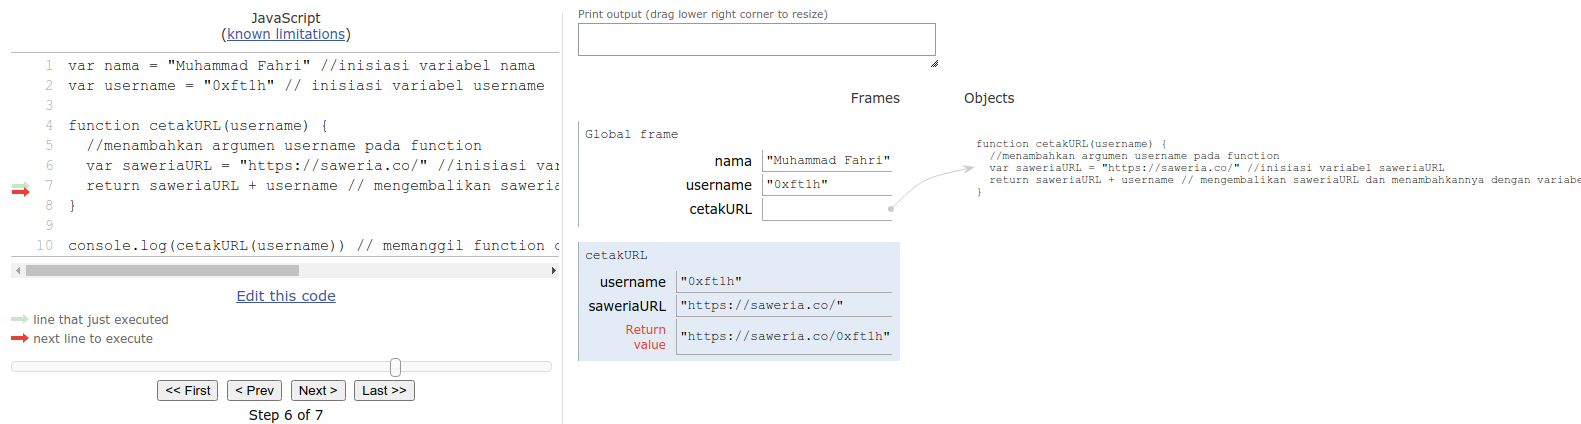 JavaScript
(known limitations)
1 var nama = "Muhammad Fahri" //inisiasi variabel nama
2 var username = "0xft1h" // inisiasi variabel username
3
4 function cetakURL(username) {
5 //menambahkan argumen username pada function
6 var saweriaURL = "https://saweria.co/" //inisiasi var
7 return saweriaURL + username // mengembalikan saweria
8 }
9
10 console.log(cetakURL(username)) // memanggil function c
Edit this code
line that just executed
next line to execute
<< First < Prev Next > Last >>
Step 6 of 7
Print output (drag lower right corner to resize)
Frames Objects
Global frame
nama "Muhammad Fahri"
username "0xft1h"
cetakURL
cetakURL
username "0xft1h"
saweriaURL "https://saweria.co/"
Return
value "https://saweria.co/0xft1h"
function cetakURL(username) {
//menambahkan argumen username pada function
var saweriaURL = "https://saweria.co/" //inisiasi variabel saweriaURL
return saweriaURL + username // mengembalikan saweriaURL dan menambahkannya dengan variabe
}